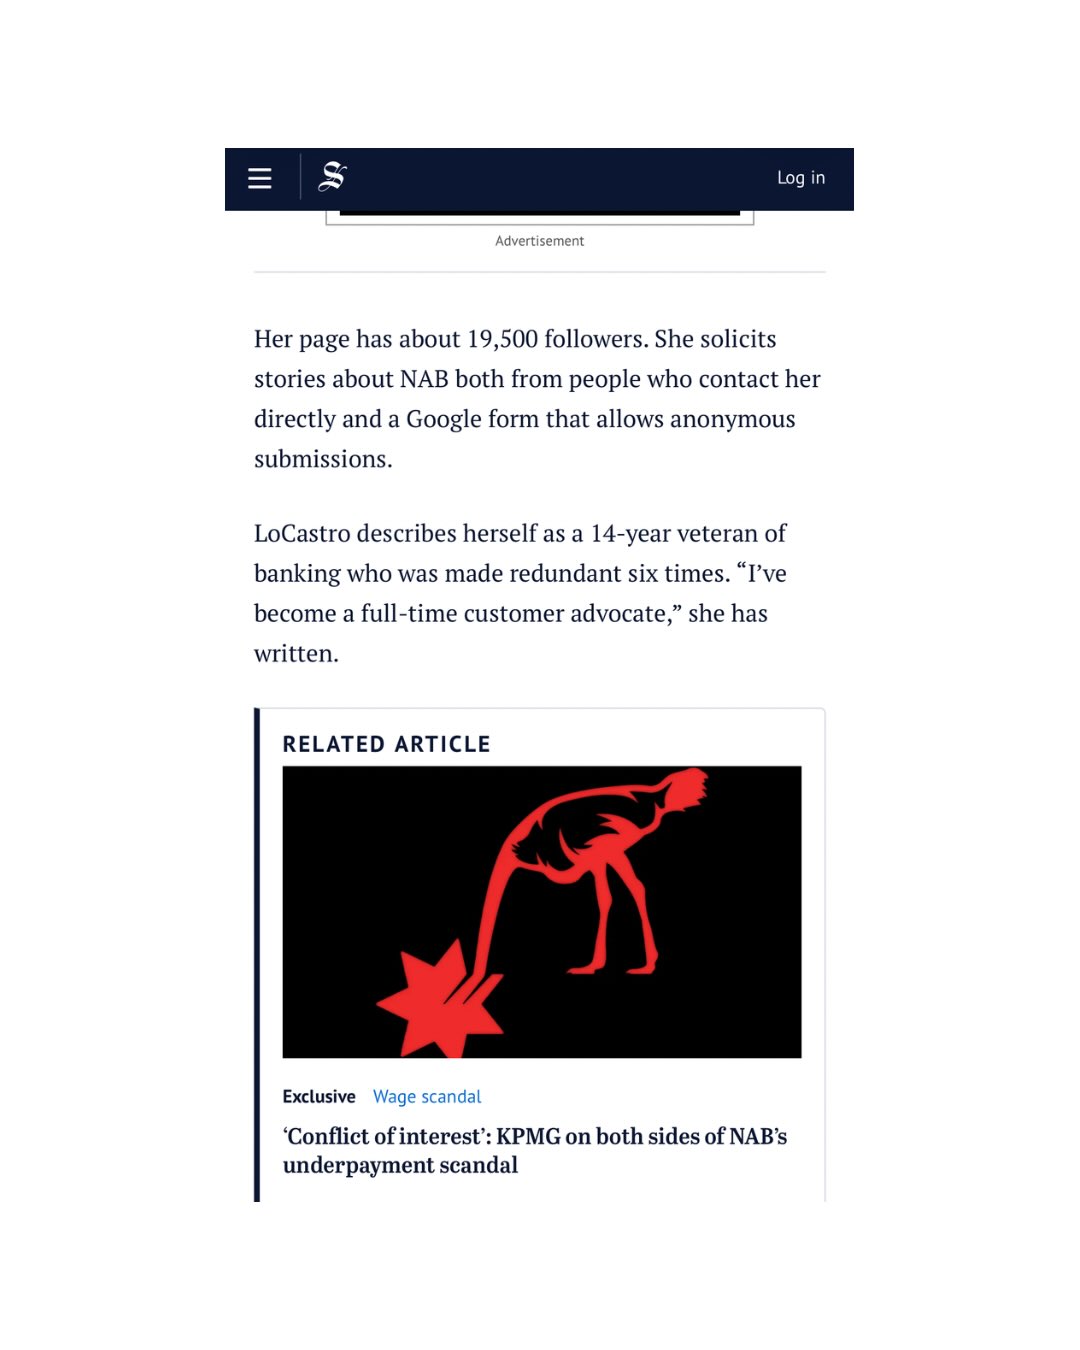 S
Log in
Advertisement
Her page has about 19,500 followers. She solicits
stories about NAB both from people who contact her
directly and a Google form that allows anonymous
submissions.
LoCastro describes herself as a 14-year veteran of
banking who was made redundant six times. “I’ve
become a full-time customer advocate,” she has
written.
RELATED ARTICLE
Exclusive Wage scandal
‘Conflict of interest’: KPMG on both sides of NAB’s
underpayment scandal